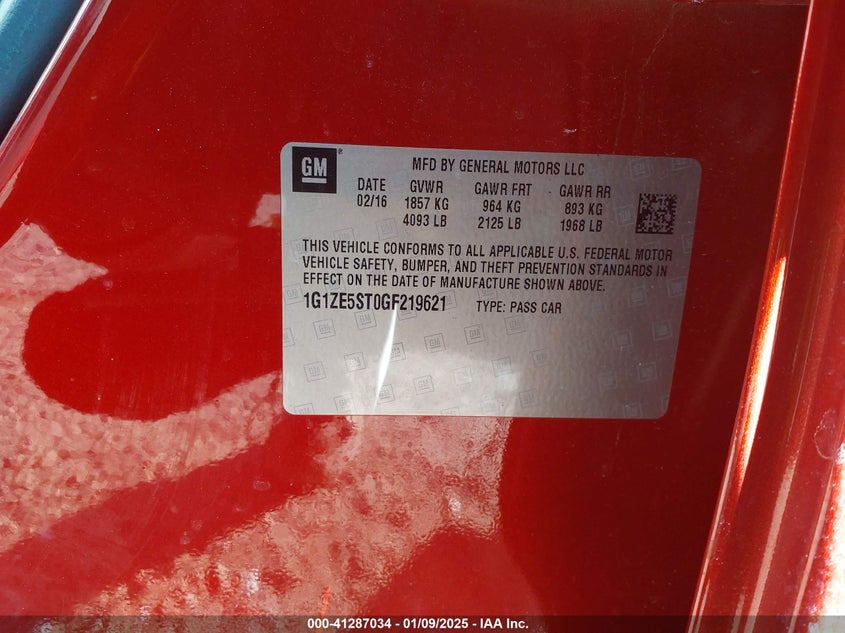 GM ® MFD BY GENERAL MOTORS LLC
DATE GVWR GAWR FRT GAWR RR
02/16 1857 KG 964 KG 893 KG
4093 LB 2125 LB 1968 LB
THIS VEHICLE CONFORMS TO ALL APPLICABLE U.S. FEDERAL MOTOR
VEHICLE SAFETY, BUMPER, AND THEFT PREVENTION STANDARDS IN
EFFECT ON THE DATE OF MANUFACTURE SHOWN ABOVE.
1G1ZE5ST0GF219621 TYPE: PASS CAR
000-41287034 - 01/09/2025 - IAA Inc.